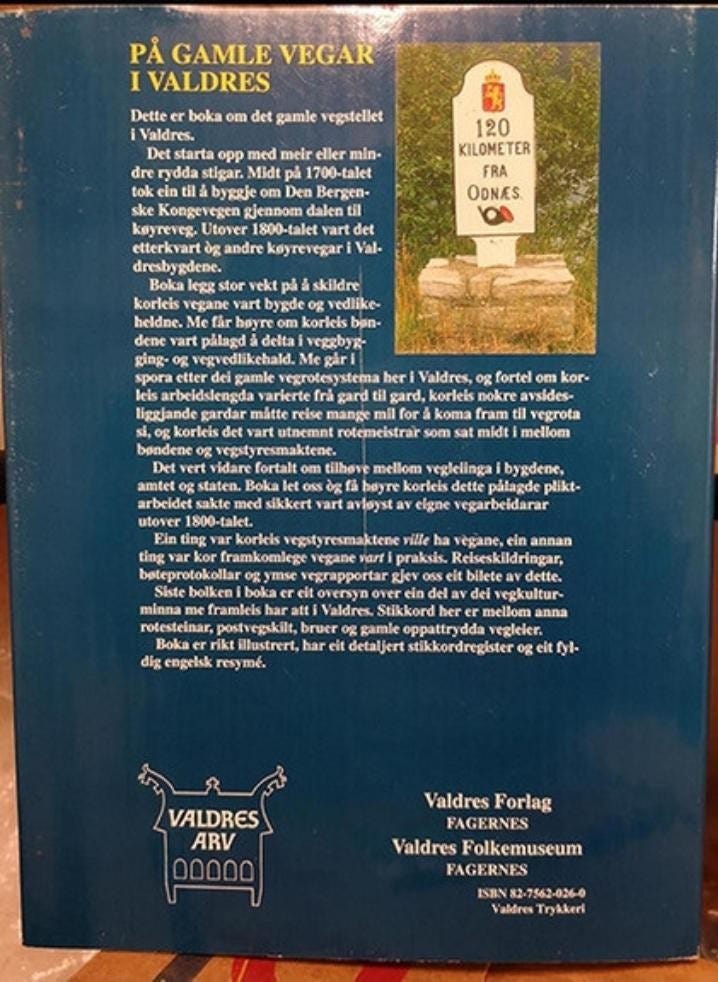 PÅ GAMLE VEGAR
I VALDRES
Dette er boka om det gamle vegstellet
i Valdres.
Det starta opp med meir eller min-
dre rydda stigar. Midt på 1700-talet
tok ein til å byggje om Den Bergen-
ske Kongevegen gjennom dalen til
køyreveg. Utover 1800-talet vart det
etterkvart òg andre køyrevegar i Val-
dresbygdene.
Boka legg stor vekt på å skildre
korleis vegane vart bygde og vedlike-
heldne. Me får høyre om korleis bøn-
dene vart pålagd å delta i veggbyg-
ging- og vegvedlikehald. Me går i
spora etter dei gamle vegrotesystema her i Valdres, og fortel om kor-
leis arbeidslengda varierte frå gard til gard, korleis nokre avsides-
liggjande gardar måtte reise mange mil for å koma fram til vegrota
si, og korleis det vart utnemnt rotemeistrar som sat midt i mellom
bøndene og vegstyresmaktene.
Det vert vidare fortalt om tilhøve mellom vegleiinga i bygdene,
amtet og staten. Boka let oss òg få høyre korleis dette pålagde plikt-
arbeidet sakte med sikkert vart avløyst av eigne vegarbeidarar
utover 1800-talet.
Ein ting var korleis vegstyresmaktene ville ha vegane, ein annan
ting var kor framkomlege vegane vart i praksis. Reiseskildringar,
bøteprotokollar og ymse vegrapportar gjev oss eit bilete av dette.
Siste bolken i boka er eit oversyn over ein del av dei vegkultur-
minna me framleis har att i Valdres. Stikkord her er mellom anna
rotesteinar, postvegskilt, bruer og gamle oppattrydda vegleier.
Boka er rikt illustrert, har eit detaljert stikkordregister og eit fyl-
dig engelsk resymé.
120
KILOMETER
FRA
ODNÆS.
VALDRES
ARV
Valdres Forlag
FAGERNES
Valdres Folkemuseum
FAGERNES
ISBN 82-7562-026-0
Valdres Trykkeri